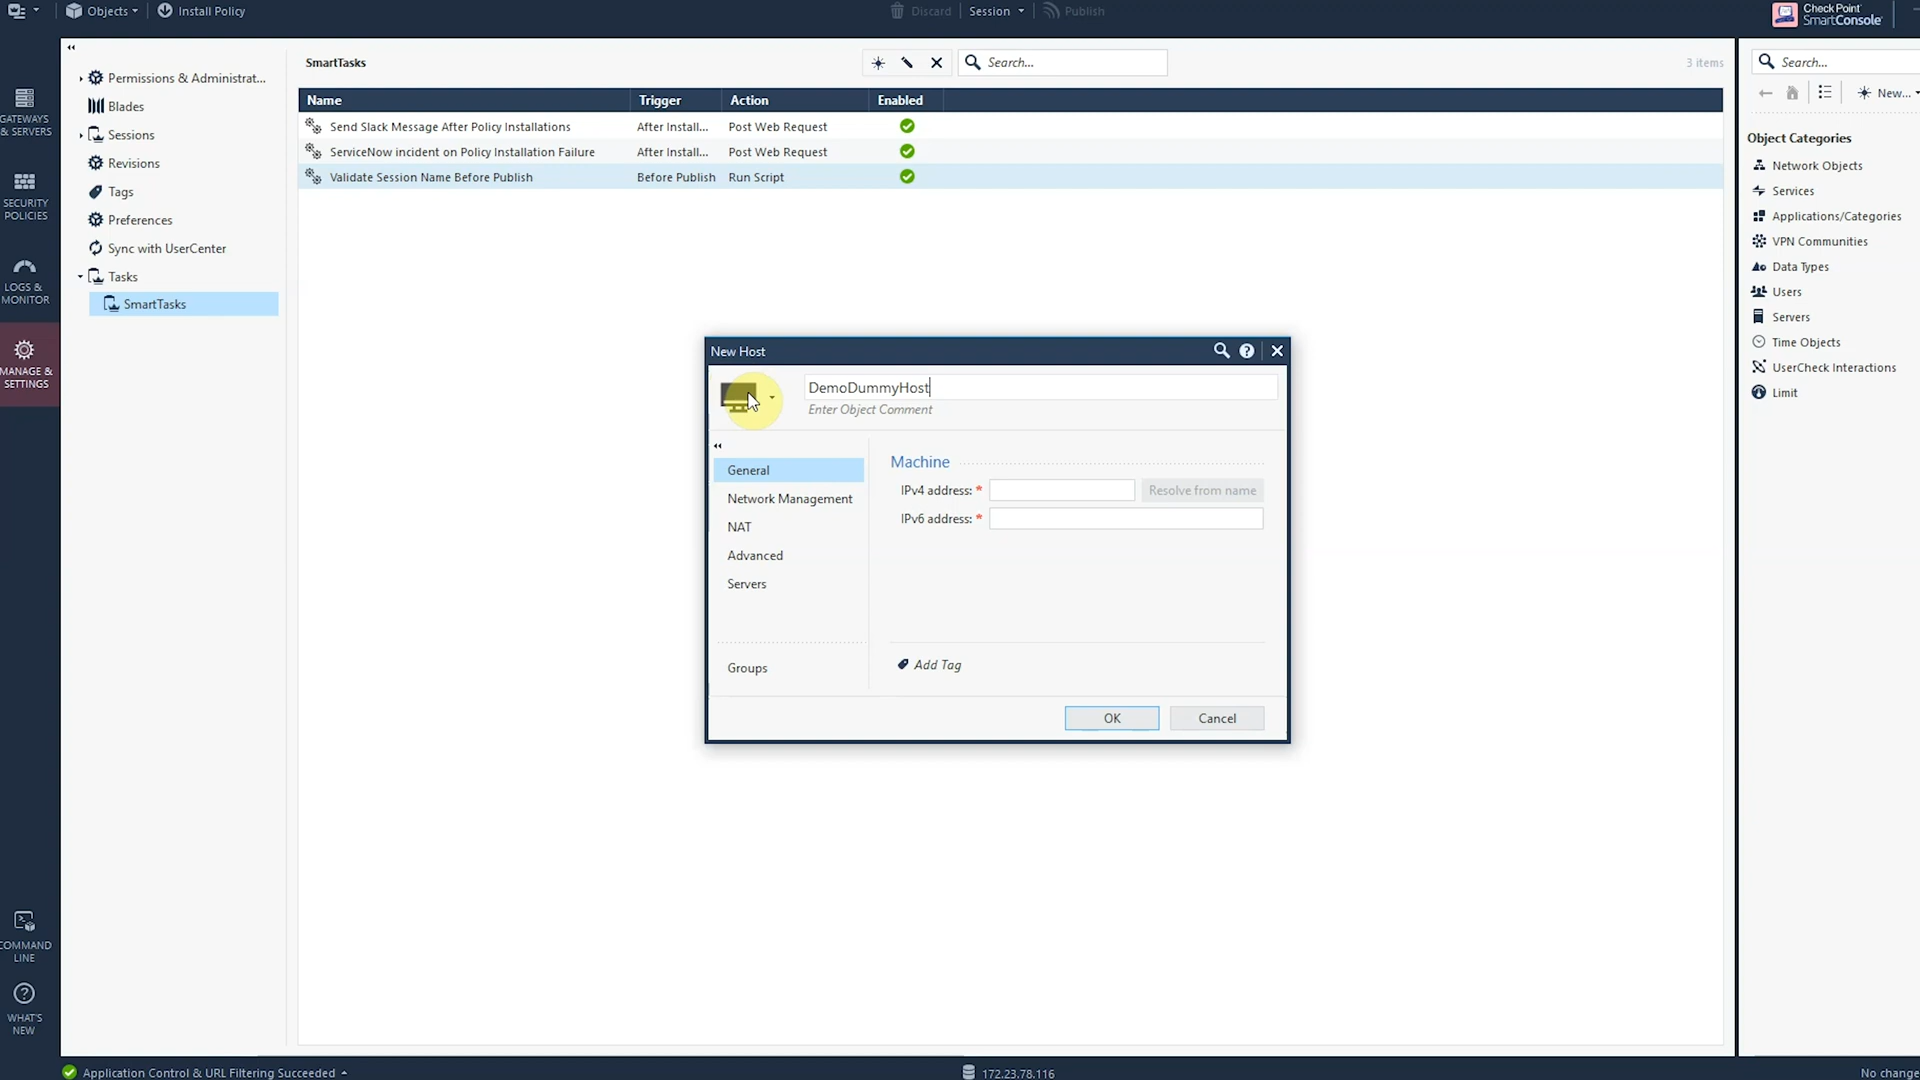 Objects
Install Policy
Discard
Session
Publish
Check Point
SmartConsole
GATEWAYS
& SERVERS
SECURITY
POLICIES
LOGS &
MONITOR
MANAGE &
SETTINGS
COMMAND
LINE
WHAT'S
NEW
Permissions & Administrat...
Blades
Sessions
Revisions
Tags
Preferences
Sync with UserCenter
Tasks
SmartTasks
SmartTasks
Search...
3 items
Name Trigger Action Enabled
Send Slack Message After Policy Installations After Install... Post Web Request
ServiceNow incident on Policy Installation Failure After Install... Post Web Request
Validate Session Name Before Publish Before Publish Run Script
New Host
DemoDummyHost
Enter Object Comment
General
Network Management
NAT
Advanced
Servers
Groups
Machine
IPv4 address: *
Resolve from name
IPv6 address: *
Add Tag
OK
Cancel
Search...
New...
Object Categories
Network Objects
Services
Applications/Categories
VPN Communities
Data Types
Users
Servers
Time Objects
UserCheck Interactions
Limit
Application Control & URL Filtering Succeeded
172.23.78.116
No change